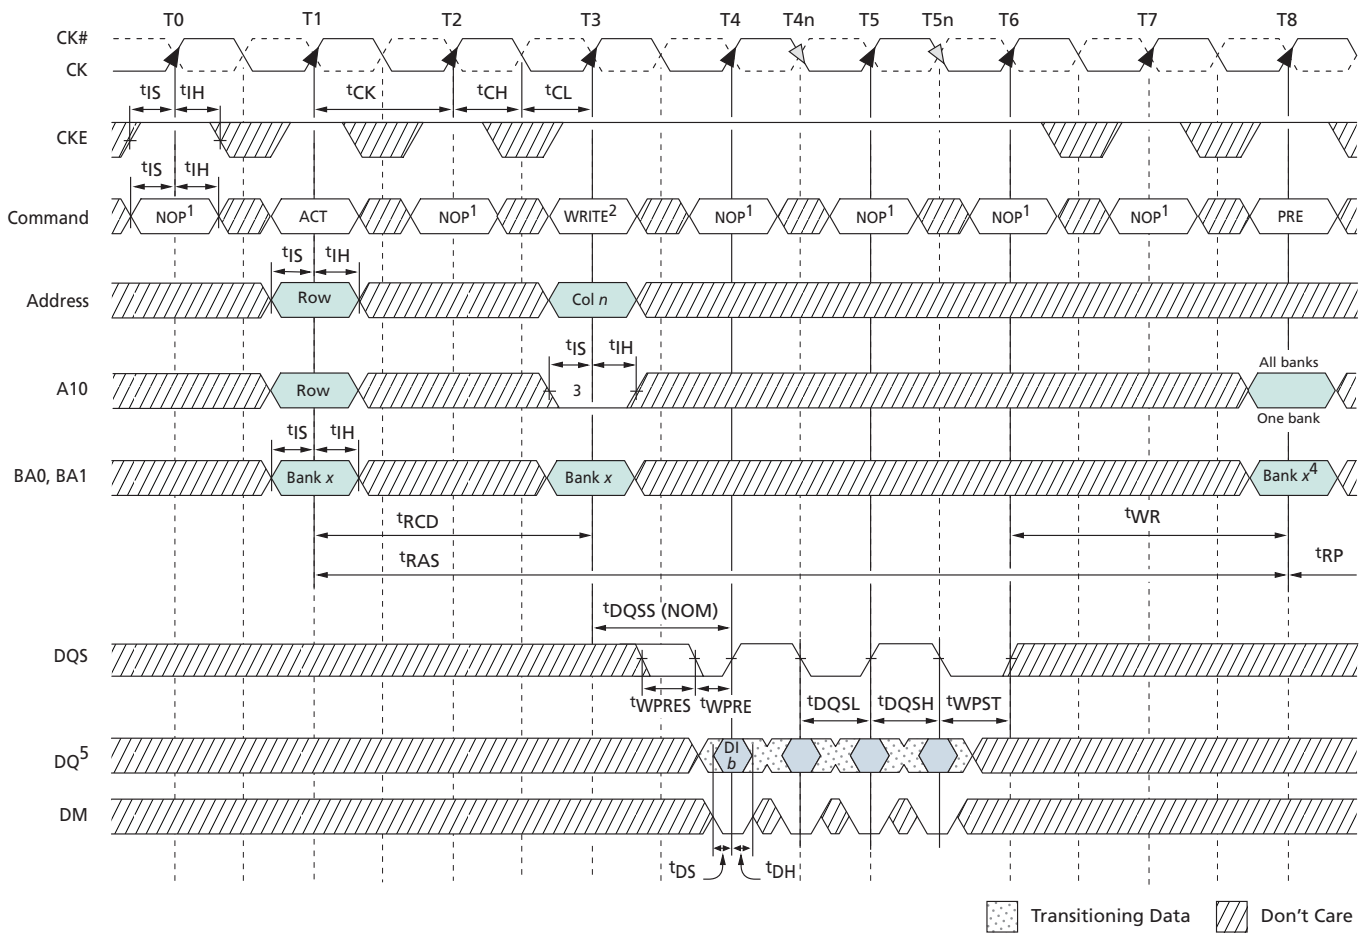 T0 T1 T2 T3 T4 T4n T5 T5n T6 T7 T8
CK#
CK
tIS tIH tCK tCH tCL
CKE
tIS tIH
Command NOP1 ACT NOP1 WRITE2 NOP1 NOP1 NOP1 NOP1 PRE
tIS tIH
Address Row Col n
tIS tIH
All banks
A10 Row 3
One bank
tIS tIH
BA0, BA1 Bank x Bank x Bank x4
tRCD tWR
tRAS tRP
tDQSS (NOM)
DQS
tWPRES tWPRE tDQSL tDQSH tWPST
DQ5 DI
b
DM
tDS tDH
Transitioning Data Don't Care